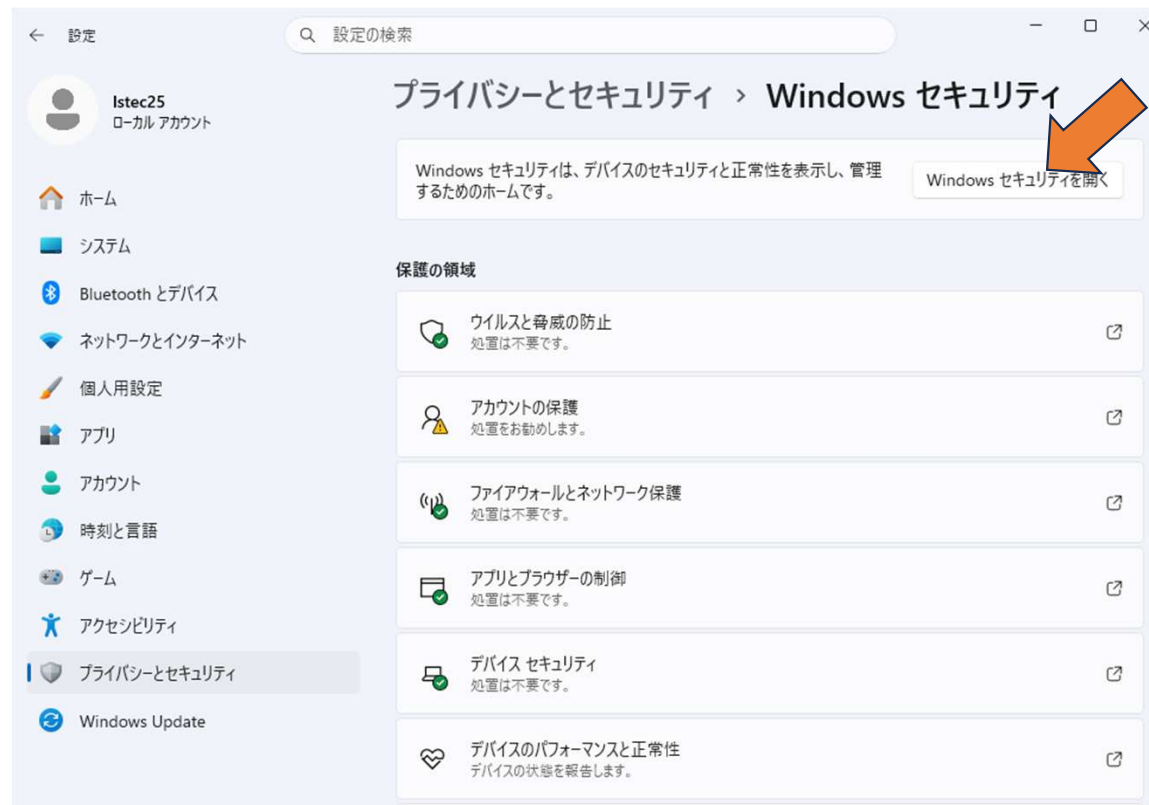 設定
設定の検索
Istec25
ローカル アカウント
ホーム
システム
Bluetooth とデバイス
ネットワークとインターネット
個人用設定
アプリ
アカウント
時刻と言語
ゲーム
アクセシビリティ
プライバシーとセキュリティ
Windows Update
プライバシーとセキュリティ › Windows セキュリティ
Windows セキュリティは、デバイスのセキュリティと正常性を表示し、管理
するためのホームです。
Windows セキュリティを開く
保護の領域
ウイルスと脅威の防止
処置は不要です。
アカウントの保護
処置をお勧めします。
ファイアウォールとネットワーク保護
処置は不要です。
アプリとブラウザーの制御
処置は不要です。
デバイス セキュリティ
処置は不要です。
デバイスのパフォーマンスと正常性
デバイスの状態を報告します。